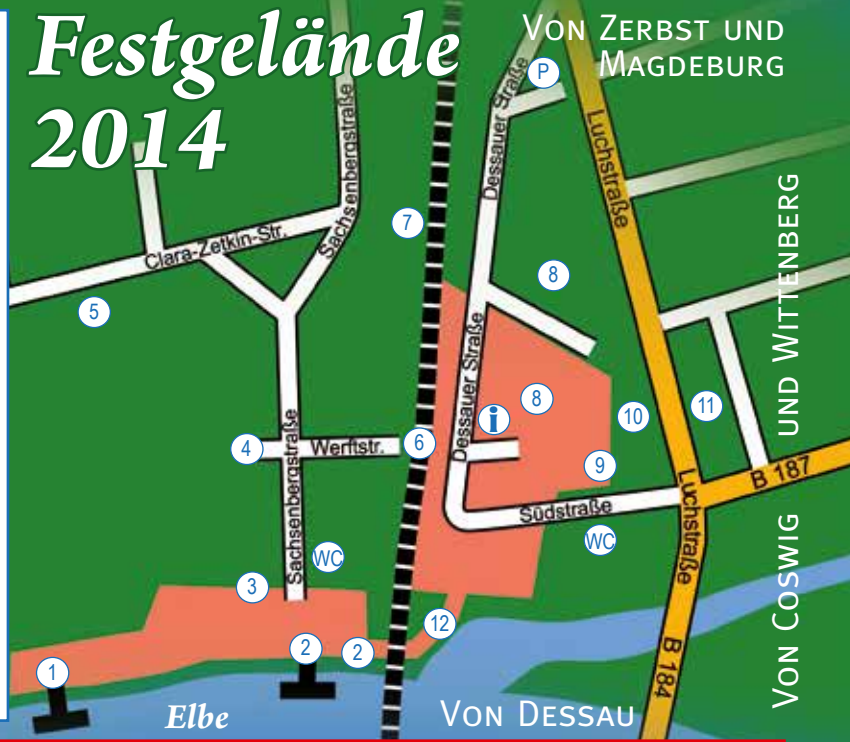 Festgelände
2014
Von Zerbst und
Magdeburg
P
Dessauer Straße
Luchstraße
Sachsenbergstraße
Sachsenbergstraße
7
Clara-Zetkin-Str.
5
8
und Wittenberg
Dessauer Straße
8
i
10
11
4
Werftstr.
6
9
B 187
Südstraße
Luchstraße
WC
Sachsenbergstraße
WC
3
12
Von Coswig
2
2
1
B 184
Elbe
Von Dessau